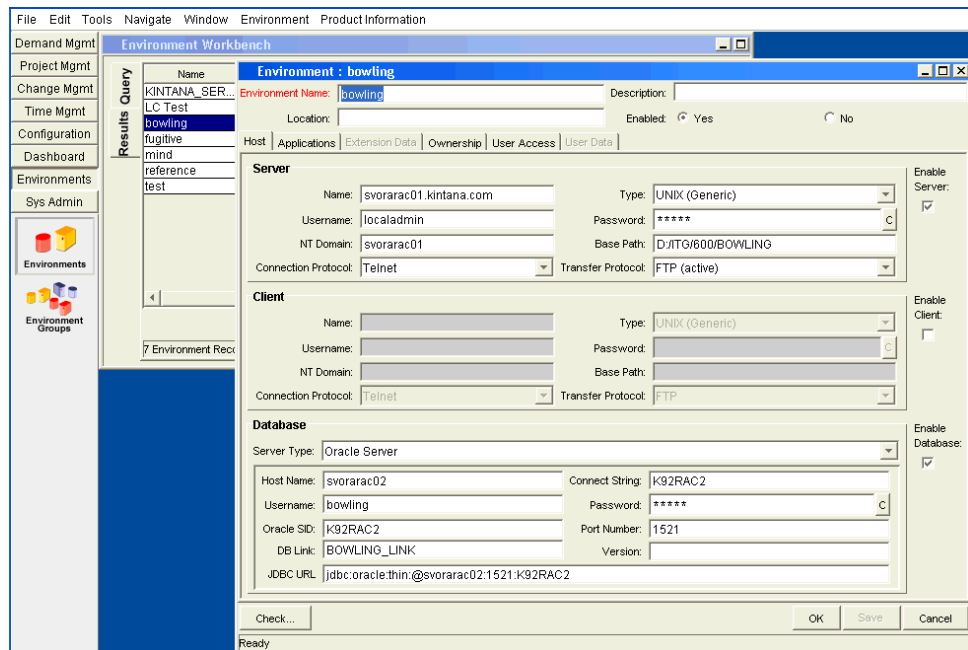 File Edit Tools Navigate Window Environment Product Information
Demand Mgmt
Project Mgmt
Change Mgmt
Time Mgmt
Configuration
Dashboard
Environments
Sys Admin
Environments
Environment Groups
Environment Workbench
Query
Results
Name
KINTANA_SER...
LC Test
bowling
fugitive
mind
reference
test
7 Environment Reco
Environment : bowling
Environment Name: bowling Description:
Location: Enabled: Yes No
Host Applications Extension Data Ownership User Access User Data
Server Enable Server:
Name: svorarac01.kintana.com Type: UNIX (Generic)
Username: localadmin Password: ***** C
NT Domain: svorarac01 Base Path: D:/ITG/600/BOWLING
Connection Protocol: Telnet Transfer Protocol: FTP (active)
Client Enable Client:
Name: Type: UNIX (Generic)
Username: Password: C
NT Domain: Base Path:
Connection Protocol: Telnet Transfer Protocol: FTP
Database Enable Database:
Server Type: Oracle Server
Host Name: svorarac02 Connect String: K92RAC2
Username: bowling Password: ***** C
Oracle SID: K92RAC2 Port Number: 1521
DB Link: BOWLING_LINK Version:
JDBC URL jdbc:oracle:thin:@svorarac02:1521:K92RAC2
Check... OK Save Cancel
Ready